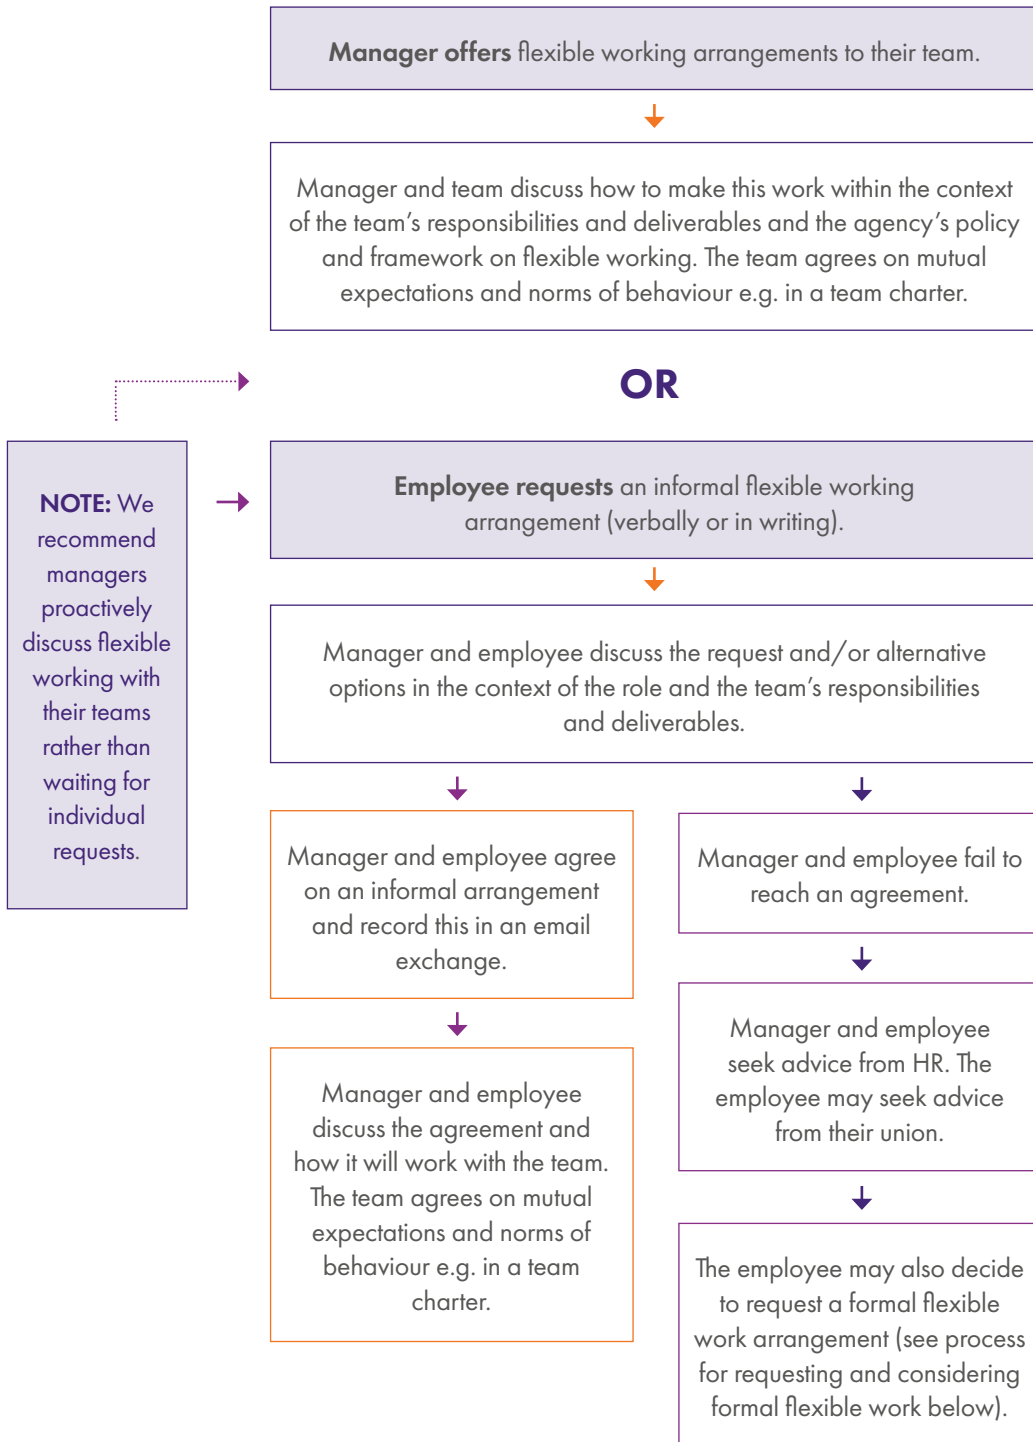 Manager offers flexible working arrangements to their team.
Manager and team discuss how to make this work within the context
of the team’s responsibilities and deliverables and the agency’s policy
and framework on flexible working. The team agrees on mutual
expectations and norms of behaviour e.g. in a team charter.
OR
NOTE: We
recommend
managers
proactively
discuss flexible
working with
their teams
rather than
waiting for
individual
requests.
Employee requests an informal flexible working
arrangement (verbally or in writing).
Manager and employee discuss the request and/or alternative
options in the context of the role and the team’s responsibilities
and deliverables.
Manager and employee agree
on an informal arrangement
and record this in an email
exchange.
Manager and employee
discuss the agreement and
how it will work with the team.
The team agrees on mutual
expectations and norms of
behaviour e.g. in a team
charter.
Manager and employee fail to
reach an agreement.
Manager and employee
seek advice from HR. The
employee may seek advice
from their union.
The employee may also decide
to request a formal flexible
work arrangement (see process
for requesting and considering
formal flexible work below).